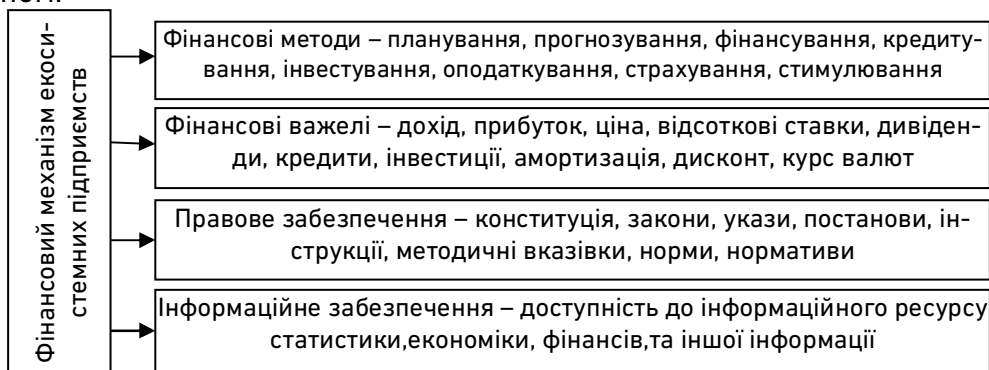 Фінансовий механізм екоси-
стемних підприємств
Фінансові методи – планування, прогнозування, фінансування, кредиту-
вання, інвестування, оподаткування, страхування, стимулювання
Фінансові важелі – дохід, прибуток, ціна, відсоткові ставки, дивіден-
ди, кредити, інвестиції, амортизація, дисконт, курс валют
Правове забезпечення – конституція, закони, укази, постанови, ін-
струкції, методичні вказівки, норми, нормативи
Інформаційне забезпечення – доступність до інформаційного ресурсу
статистики,економіки, фінансів,та іншої інформації